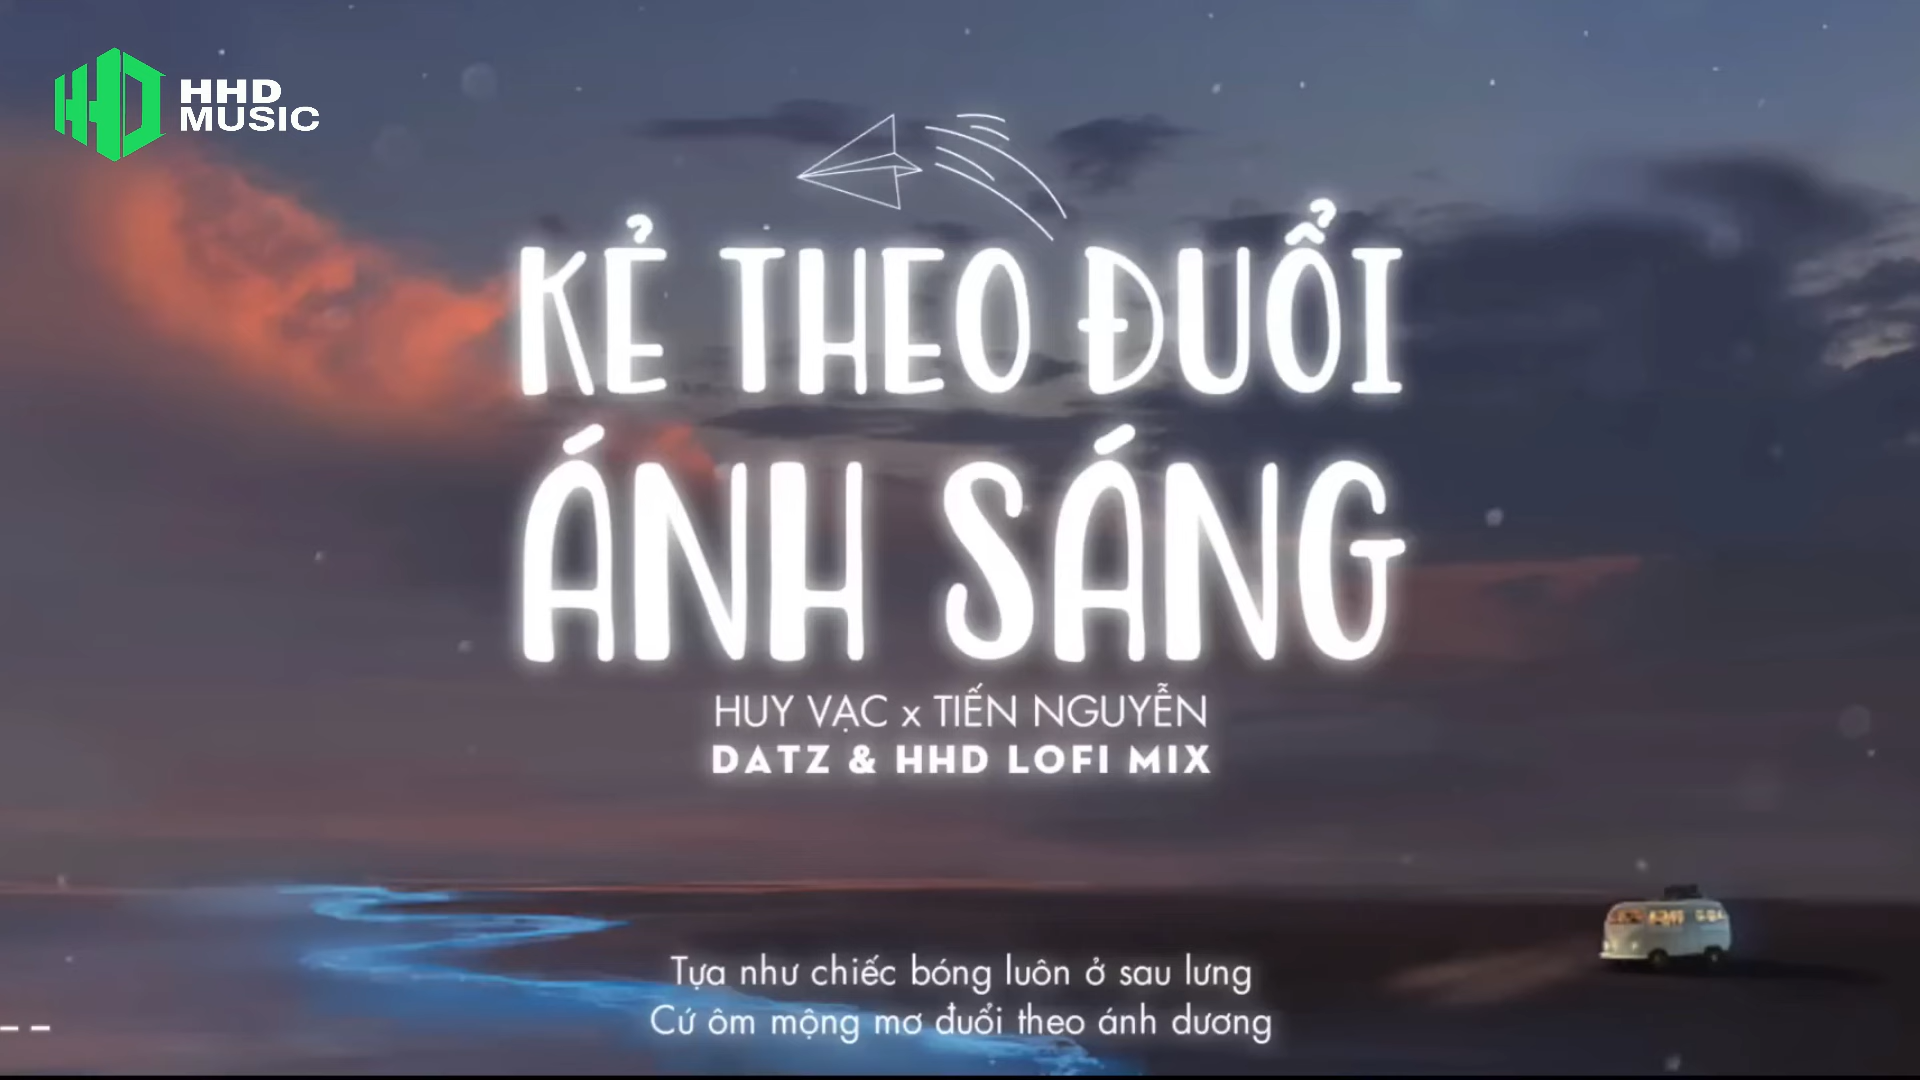 HHD
MUSIC
KẺ THEO ĐUỔI
ÁNH SÁNG
HUY VẠC x TIẾN NGUYỄN
DATZ & HHD LOFI MIX
Tựa như chiếc bóng luôn ở sau lưng
Cứ ôm mộng mơ đuổi theo ánh dương